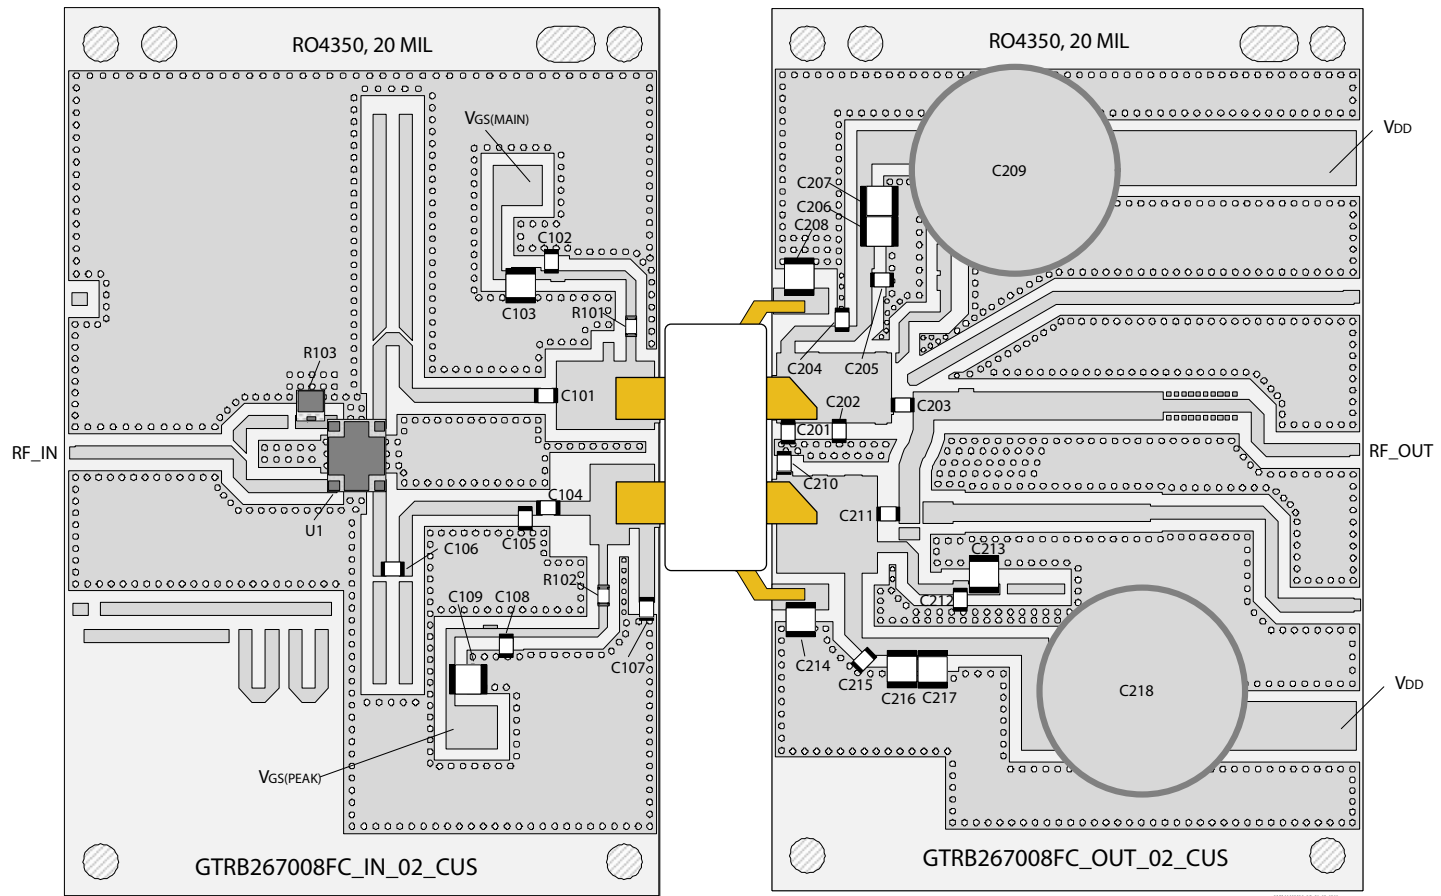 RO4350, 20 MIL
VGS(MAIN)
C102
C103
R101
R103
C101
RF_IN
C104
U1
C105
C106
R102
C109
C108
C107
VGS(PEAK)
GTRB267008FC_IN_02_CUS
RO4350, 20 MIL
VDD
C209
C207
C206
C208
C204
C205
C202
C203
C201
RF_OUT
C210
C211
C213
C212
C214
C215
C216
C217
C218
VDD
GTRB267008FC_OUT_02_CUS